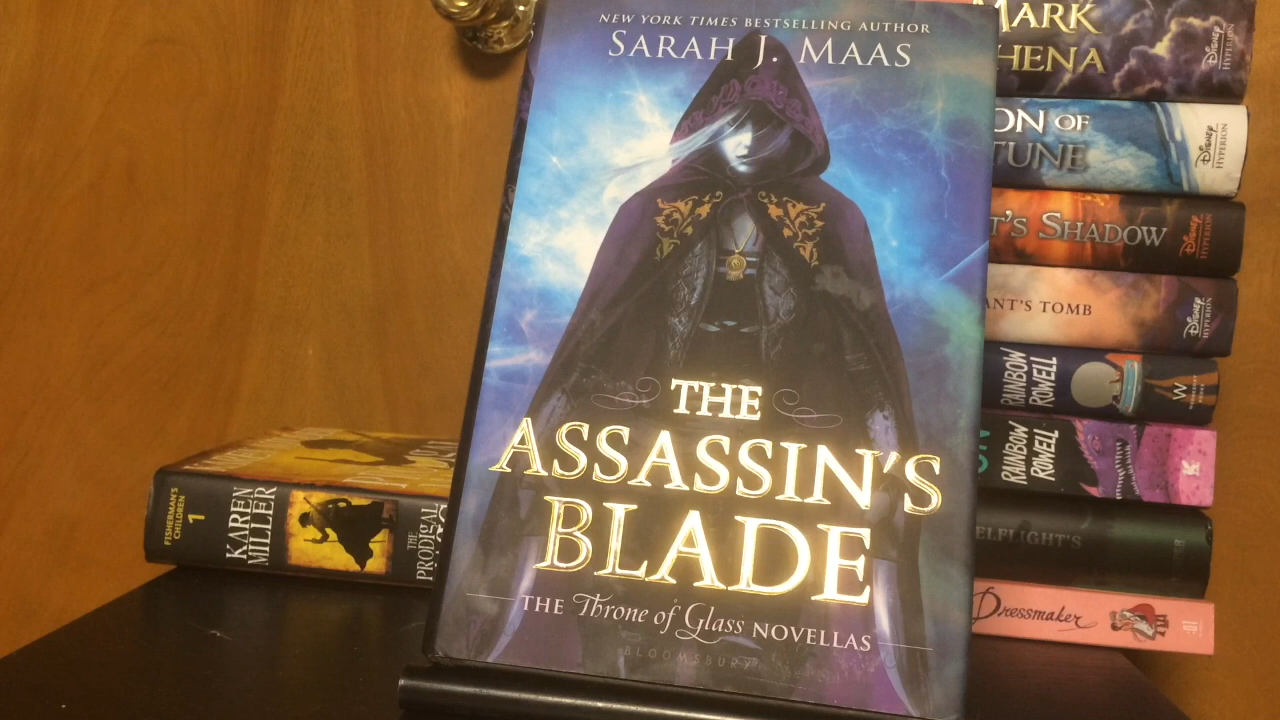 NEW YORK TIMES BESTSELLING AUTHOR
SARAH J. MAAS
THE
ASSASSIN'S
BLADE
THE Throne of Glass NOVELLAS
BLOOMSBURY
FISHERMAN'S
CHILDREN
1
KAREN
MILLER
THE
PRODIGAL
MARK
HENA
DISNEY
HYPERION
ON OF
TUNE
DISNEY
HYPERION
T'S SHADOW
DISNEY
HYPERION
ANT'S TOMB
DISNEY
HYPERION
RAINBOW
ROWELL
W
RAINBOW
ROWELL
K
ELFLIGHT'S
Dressmaker